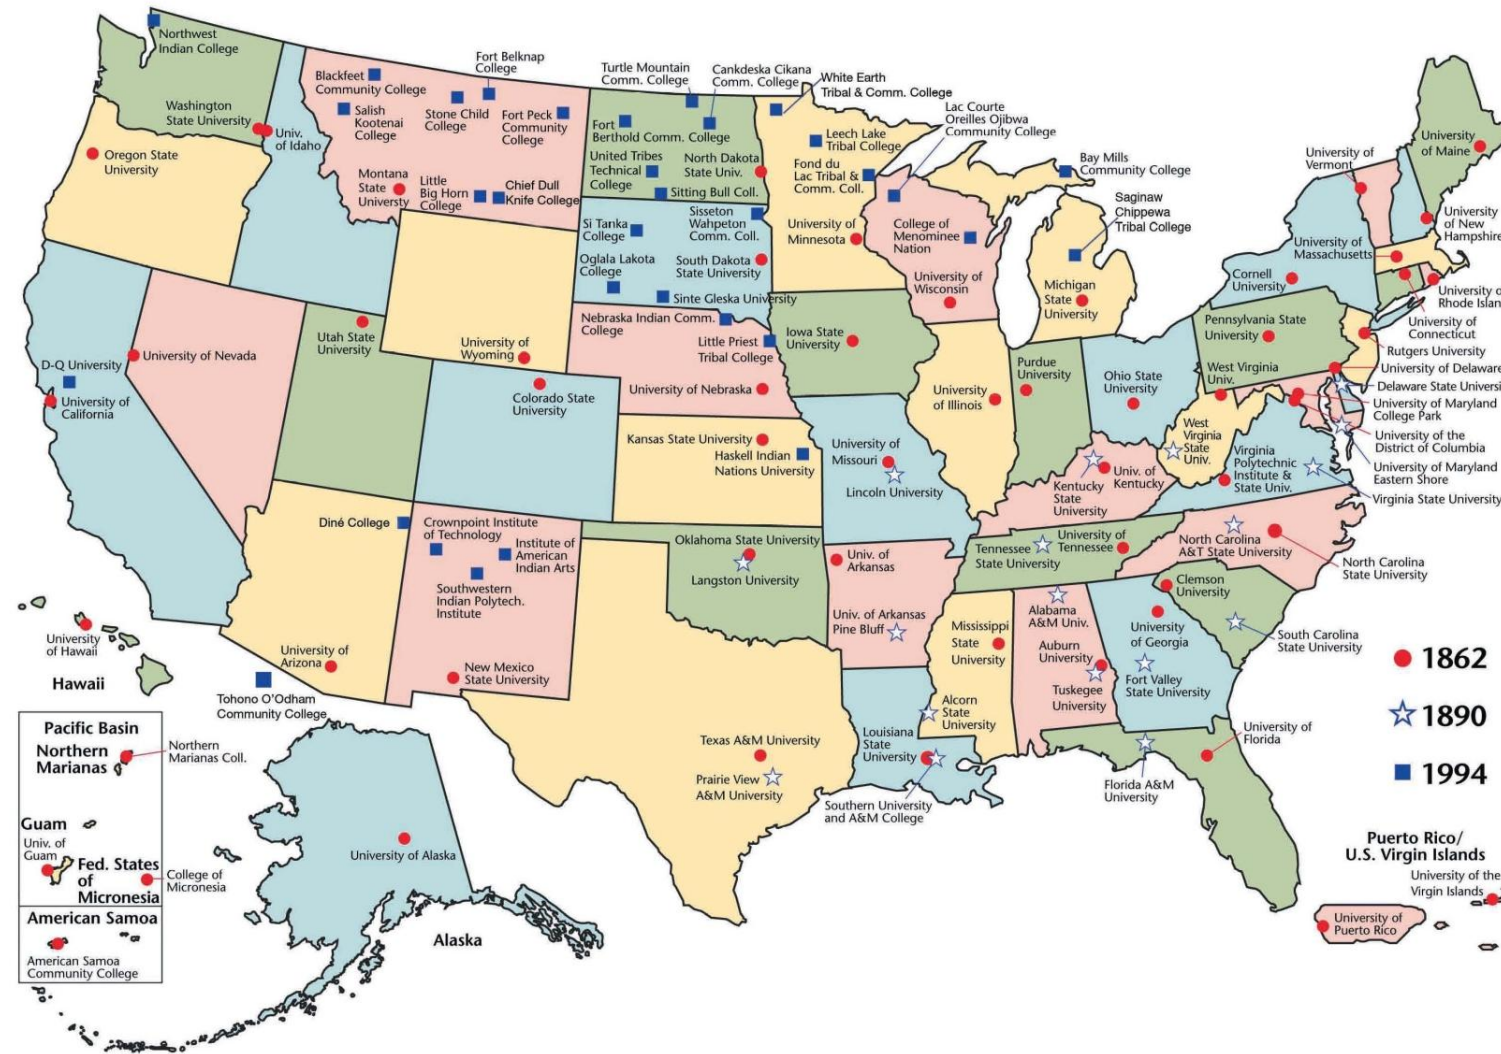 Northwest
Indian College
Washington
State University
Univ.
of Idaho
Oregon State
University
Blackfeet
Community College
Salish
Kootenai
College
Fort Belknap
College
Stone Child
College
Fort Peck
Community
College
Montana
State
University
Little
Big Horn
College
Chief Dull
Knife College
Turtle Mountain
Comm. College
Cankdeska Cikana
Comm. College
Fort
Berthold Comm. College
United Tribes
Technical
College
North Dakota
State Univ.
Sitting Bull Coll.
White Earth
Tribal & Comm. College
Leech Lake
Tribal College
Fond du
Lac Tribal &
Comm. Coll.
Lac Courte
Oreilles Ojibwa
Community College
Bay Mills
Community College
Saginaw
Chippewa
Tribal College
Si Tanka
College
Sisseton
Wahpeton
Comm. Coll.
Oglala Lakota
College
South Dakota
State University
Sinte Gleska University
University of
Minnesota
College of
Menominee
Nation
University of
Wisconsin
Michigan
State
University
Nebraska Indian Comm.
College
Little Priest
Tribal College
University of Nebraska
Iowa State
University
D-Q University
University of
California
University of Nevada
Utah State
University
University of
Wyoming
Colorado State
University
Kansas State University
Haskell Indian
Nations University
University of
Missouri
Lincoln University
University
of Illinois
Purdue
University
Ohio State
University
Kentucky
State
University
Univ. of
Kentucky
West Virginia
Univ.
West
Virginia
State
Univ.
Virginia
Polytechnic
Institute &
State Univ.
Pennsylvania State
University
Cornell
University
University of
Vermont
University
of Maine
University
of New
Hampshire
University of
Massachusetts
University o
Rhode Islan
University of
Connecticut
Rutgers University
University of Delaware
Delaware State Universi
University of Maryland
College Park
University of the
District of Columbia
University of Maryland
Eastern Shore
Virginia State University
North Carolina
A&T State University
North Carolina
State University
Tennessee
State University
University of
Tennessee
Clemson
University
South Carolina
State University
University
of Georgia
Fort Valley
State University
Alabama
A&M Univ.
Auburn
University
Tuskegee
University
Mississippi
State
University
Alcorn
State
University
Univ. of
Arkansas
Univ. of Arkansas
Pine Bluff
Oklahoma State University
Langston University
Diné College
Crownpoint Institute
of Technology
Institute of
American
Indian Arts
Southwestern
Indian Polytech.
Institute
New Mexico
State University
University of
Arizona
Tohono O'Odham
Community College
Texas A&M University
Prairie View
A&M University
Louisiana
State
University
Southern University
and A&M College
Florida A&M
University
University of
Florida
1862
1890
1994
University
of Hawaii
Hawaii
Pacific Basin
Northern
Marianas
Northern
Marianas Coll.
Guam
Univ. of
Guam
Fed. States
of
Micronesia
College of
Micronesia
American Samoa
American Samoa
Community College
University of Alaska
Alaska
Puerto Rico/
U.S. Virgin Islands
University of the
Virgin Islands
University of
Puerto Rico